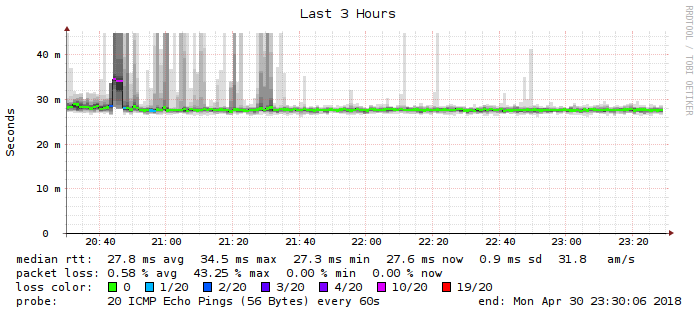 Last 3 Hours
RRDTOOL / TOBI OETIKER
Seconds
40 m
30 m
20 m
10 m
0
20:40 21:00 21:20 21:40 22:00 22:20 22:40 23:00 23:20
median rtt: 27.8 ms avg 34.5 ms max 27.3 ms min 27.6 ms now 0.9 ms sd 31.8 am/s
packet loss: 0.58 % avg 43.25 % max 0.00 % min 0.00 % now
loss color: 0 1/20 2/20 3/20 4/20 10/20 19/20
probe: 20 ICMP Echo Pings (56 Bytes) every 60s end: Mon Apr 30 23:30:06 2018